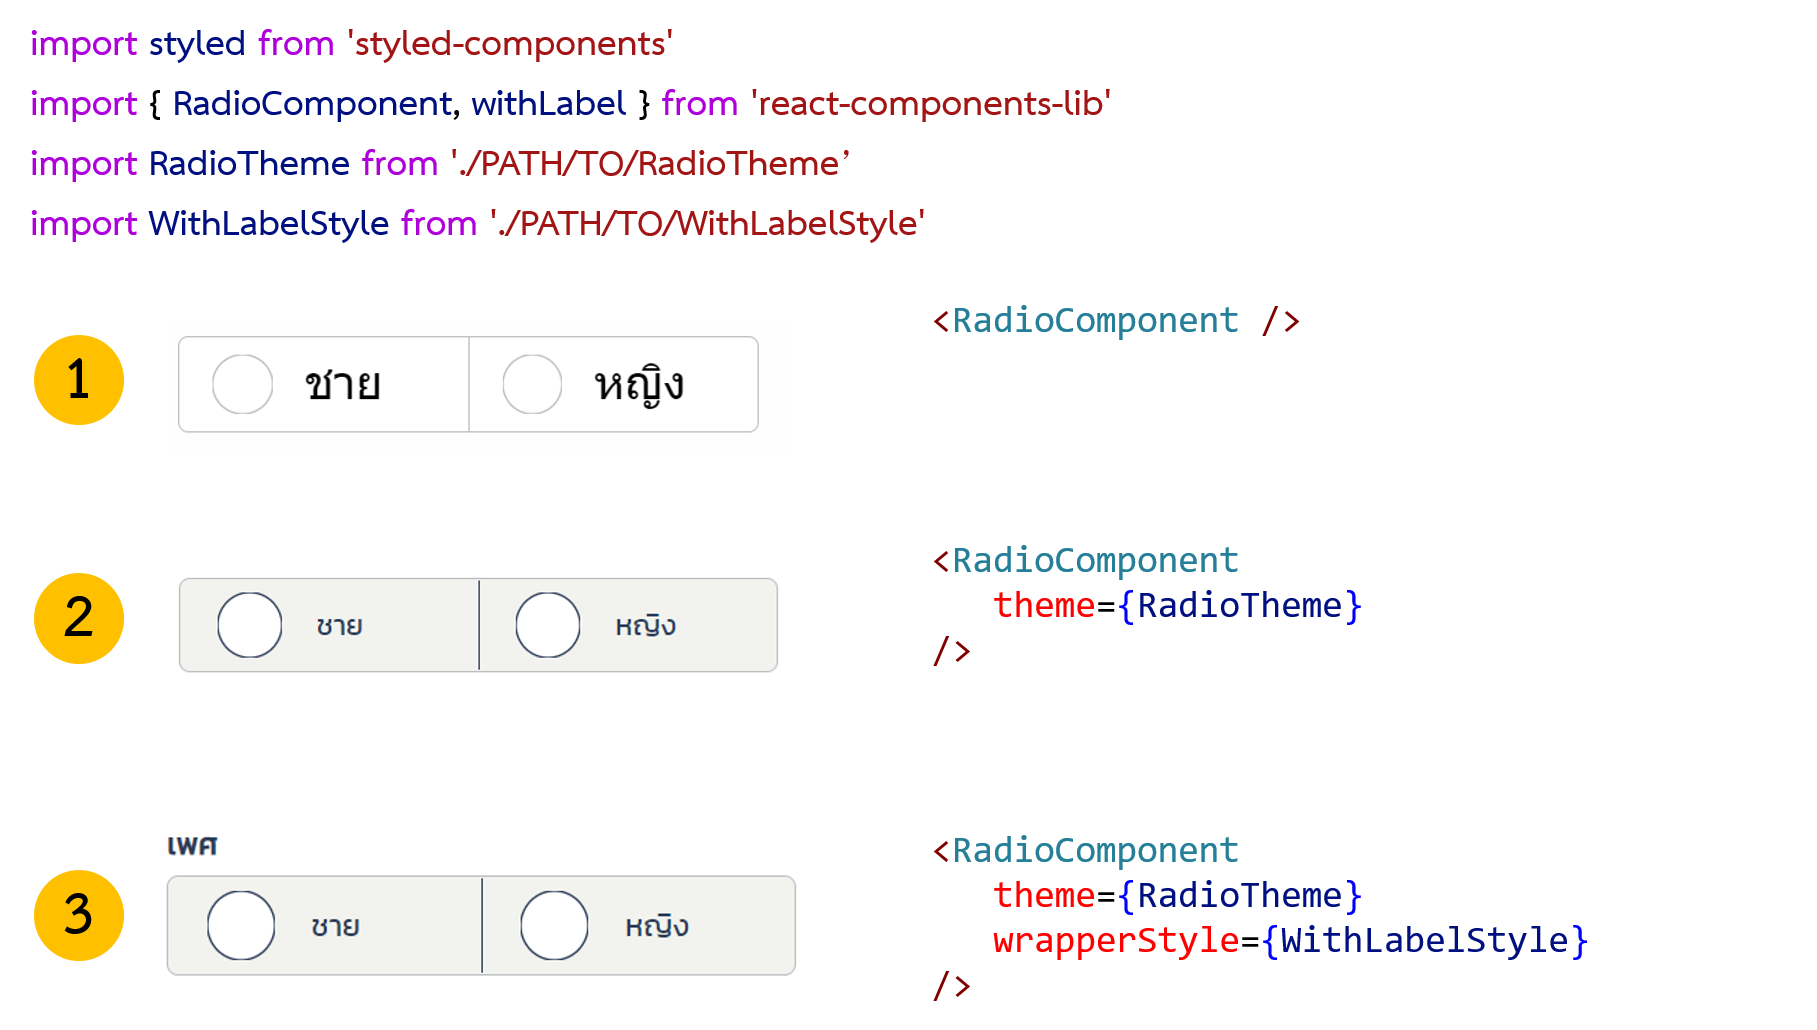 import styled from 'styled-components'
import { RadioComponent, withLabel } from 'react-components-lib'
import RadioTheme from './PATH/TO/RadioTheme’
import WithLabelStyle from './PATH/TO/WithLabelStyle'
1
ชาย หญิง
<RadioComponent />
2
ชาย หญิง
<RadioComponent
theme={RadioTheme}
/>
เพศ
3
ชาย หญิง
<RadioComponent
theme={RadioTheme}
wrapperStyle={WithLabelStyle}
/>